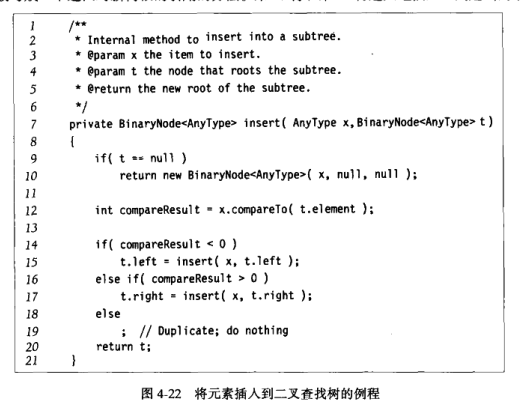 1 /**
2 * Internal method to insert into a subtree.
3 * @param x the item to insert.
4 * @param t the node that roots the subtree.
5 * @return the new root of the subtree.
6 */
7 private BinaryNode<AnyType> insert( AnyType x,BinaryNode<AnyType> t)
8 {
9 if( t == null )
10 return new BinaryNode<AnyType>( x, null, null );
11
12 int compareResult = x.compareTo( t.element );
13
14 if( compareResult < 0 )
15 t.left = insert( x, t.left );
16 else if( compareResult > 0 )
17 t.right = insert( x, t.right );
18 else
19 ; // Duplicate; do nothing
20 return t;
21 }
图 4-22 将元素插入到二叉查找树的例程